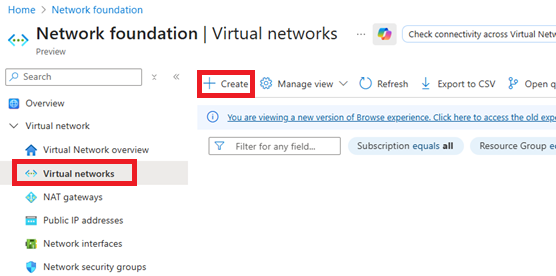 Home > Network foundation
Network foundation | Virtual networks
Preview
Check connectivity across Virtual Netw
Search
Overview
Virtual network
Virtual Network overview
Virtual networks
NAT gateways
Public IP addresses
Network interfaces
Network security groups
+ Create
Manage view
Refresh
Export to CSV
Open qu
You are viewing a new version of Browse experience. Click here to access the old expe
Filter for any field...
Subscription equals all
Resource Group eq